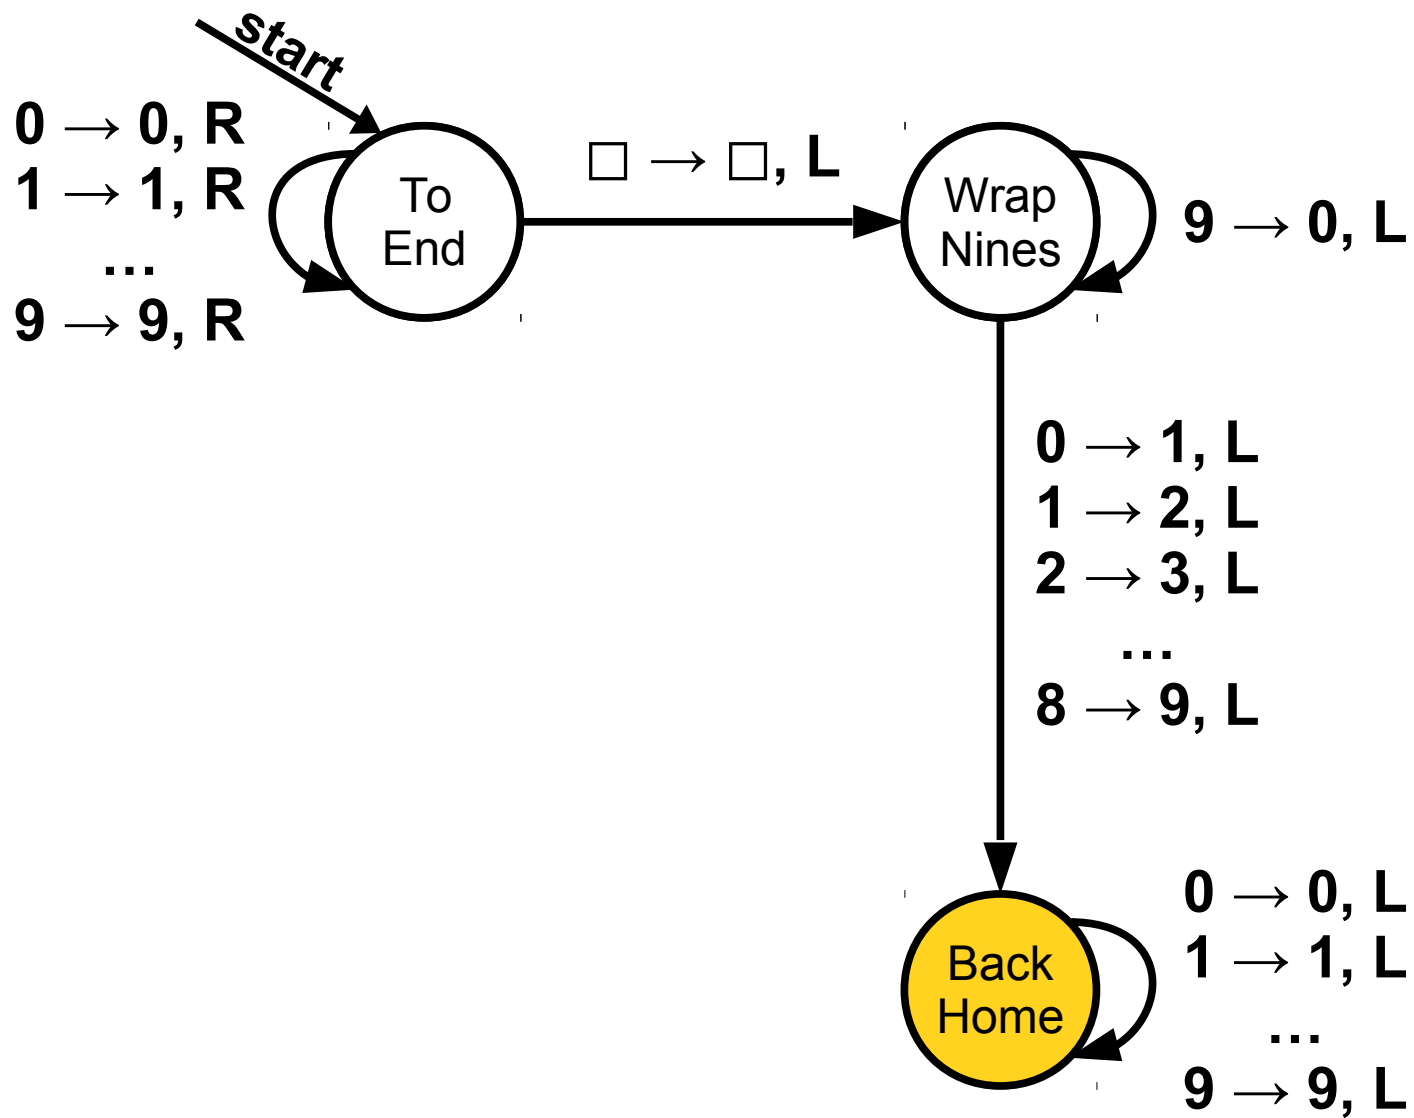 start
0 → 0, R
1 → 1, R
...
9 → 9, R
To
End
□ → □, L
Wrap
Nines
9 → 0, L
0 → 1, L
1 → 2, L
2 → 3, L
...
8 → 9, L
Back
Home
0 → 0, L
1 → 1, L
...
9 → 9, L